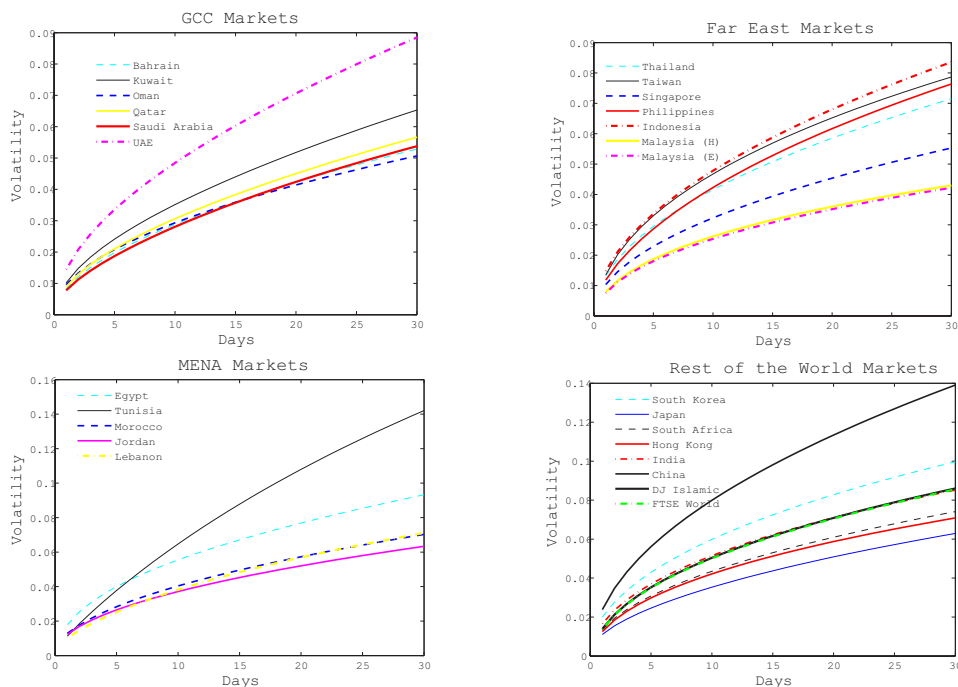 GCC Markets
0.09
0.08
0.07
0.06
0.05
0.04
0.03
0.02
0.01
0
0
5
10
15
20
25
30
Volatility
Days
Bahrain
Kuwait
Oman
Qatar
Saudi Arabia
UAE
Far East Markets
0.09
0.08
0.07
0.06
0.05
0.04
0.03
0.02
0.01
0
0
5
10
15
20
25
30
Volatility
Days
Thailand
Taiwan
Singapore
Philippines
Indonesia
Malaysia (H)
Malaysia (E)
MENA Markets
0.16
0.14
0.12
0.1
0.08
0.06
0.04
0.02
0
0
5
10
15
20
25
30
Volatility
Days
Egypt
Tunisia
Morocco
Jordan
Lebanon
Rest of the World Markets
0.14
0.12
0.1
0.08
0.06
0.04
0.02
0
0
5
10
15
20
25
30
Volatility
Days
South Korea
Japan
South Africa
Hong Kong
India
China
DJ Islamic
FTSE World